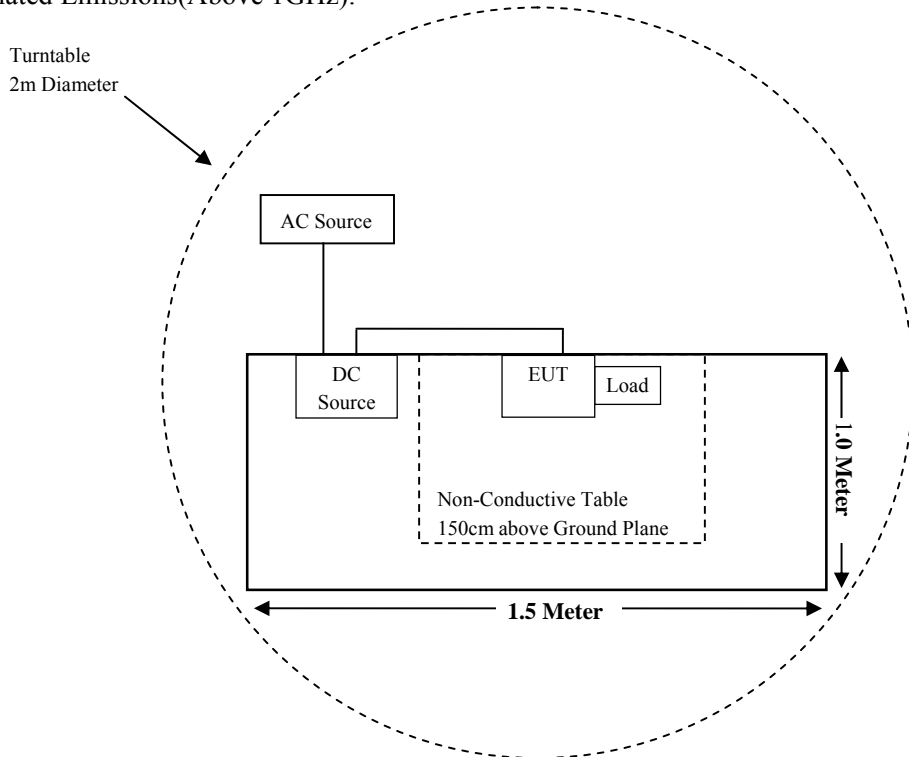 Emissions(Above 1GHz):
Turntable
2m Diameter
AC Source
DC
Source
EUT
Load
Non-Conductive Table
150cm above Ground Plane
1.0 Meter
1.5 Meter